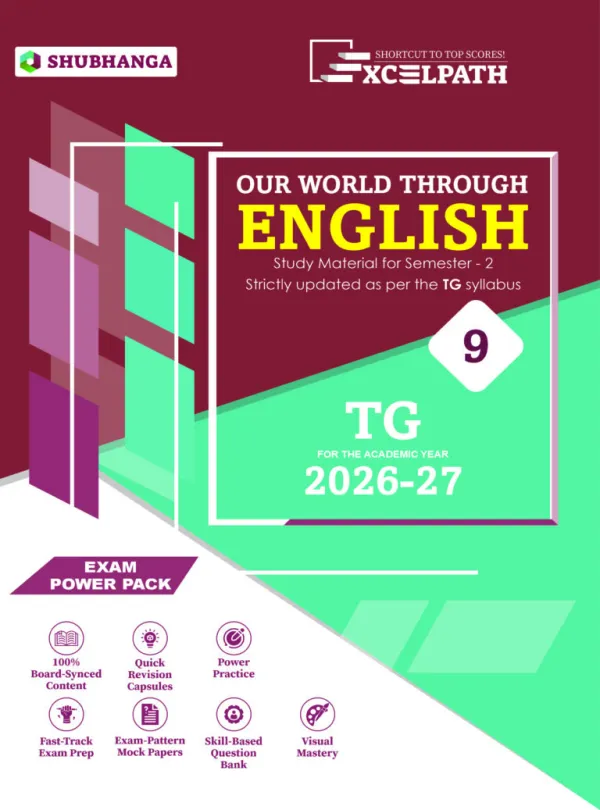 SHUBHANGA
SHORTCUT TO TOP SCORES!
EXCELPATH
OUR WORLD THROUGH
ENGLISH
Study Material for Semester - 2
Strictly updated as per the TG syllabus
9
TG
FOR THE ACADEMIC YEAR
2026-27
EXAM
POWER PACK
100%
Board-Synced
Content
Quick
Revision
Capsules
Power
Practice
Fast-Track
Exam Prep
Exam-Pattern
Mock Papers
Skill-Based
Question
Bank
Visual
Mastery